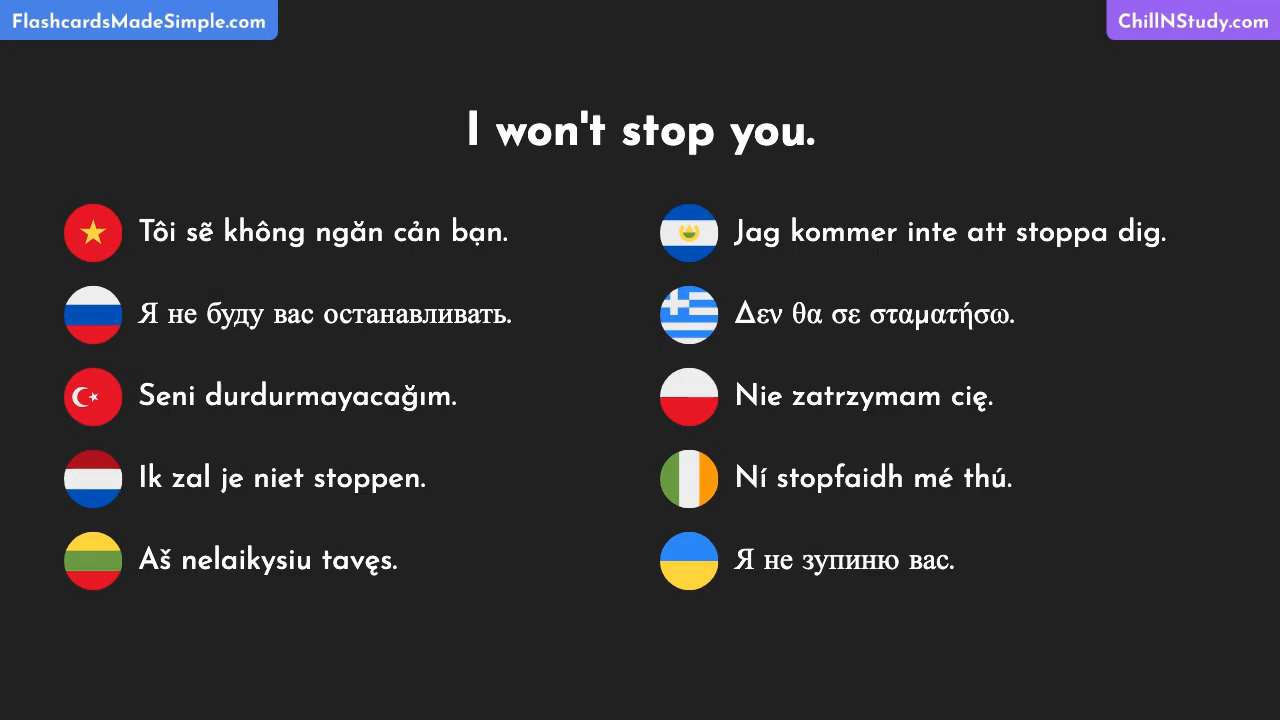 FlashcardsMadeSimple.com
ChillNStudy.com
I won't stop you.
Tôi sẽ không ngăn cản bạn.
Я не буду вас останавливать.
Seni durdurmayacağım.
Ik zal je niet stoppen.
Aš nelaikysiu tavęs.
Jag kommer inte att stoppa dig.
Δεν θα σε σταματήσω.
Nie zatrzymam cię.
Ní stopfaidh mé thú.
Я не зупиню вас.